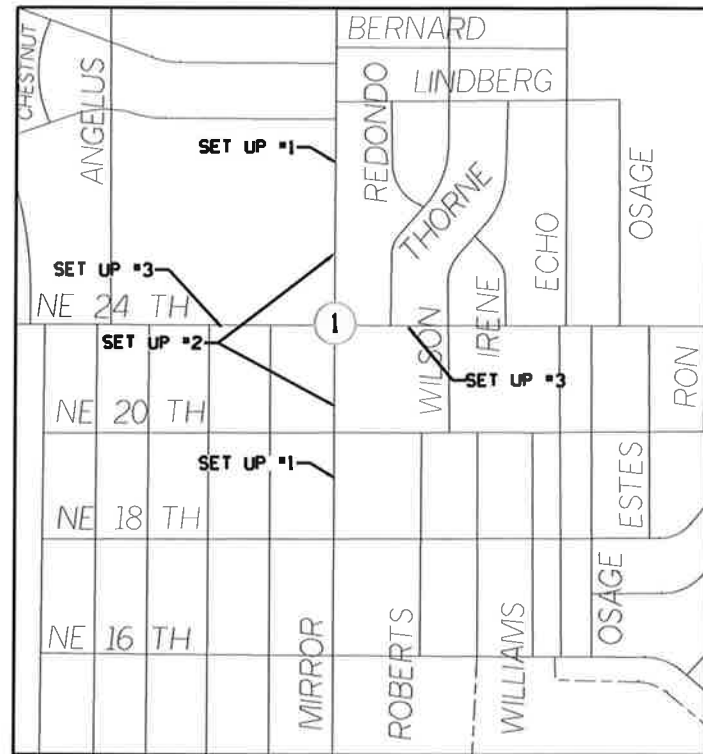 BERNARD
LINDBERG
CHESTNUT
ANGELUS
REDONDO
SET UP #1
THORNE
OSAGE
ECHO
SET UP #3
NE 24 TH
1
IRENE
WILSON
SET UP #2
SET UP #3
RON
NE 20 TH
SET UP #1
ESTES
NE 18 TH
OSAGE
NE 16 TH
MIRROR
ROBERTS
WILLIAMS